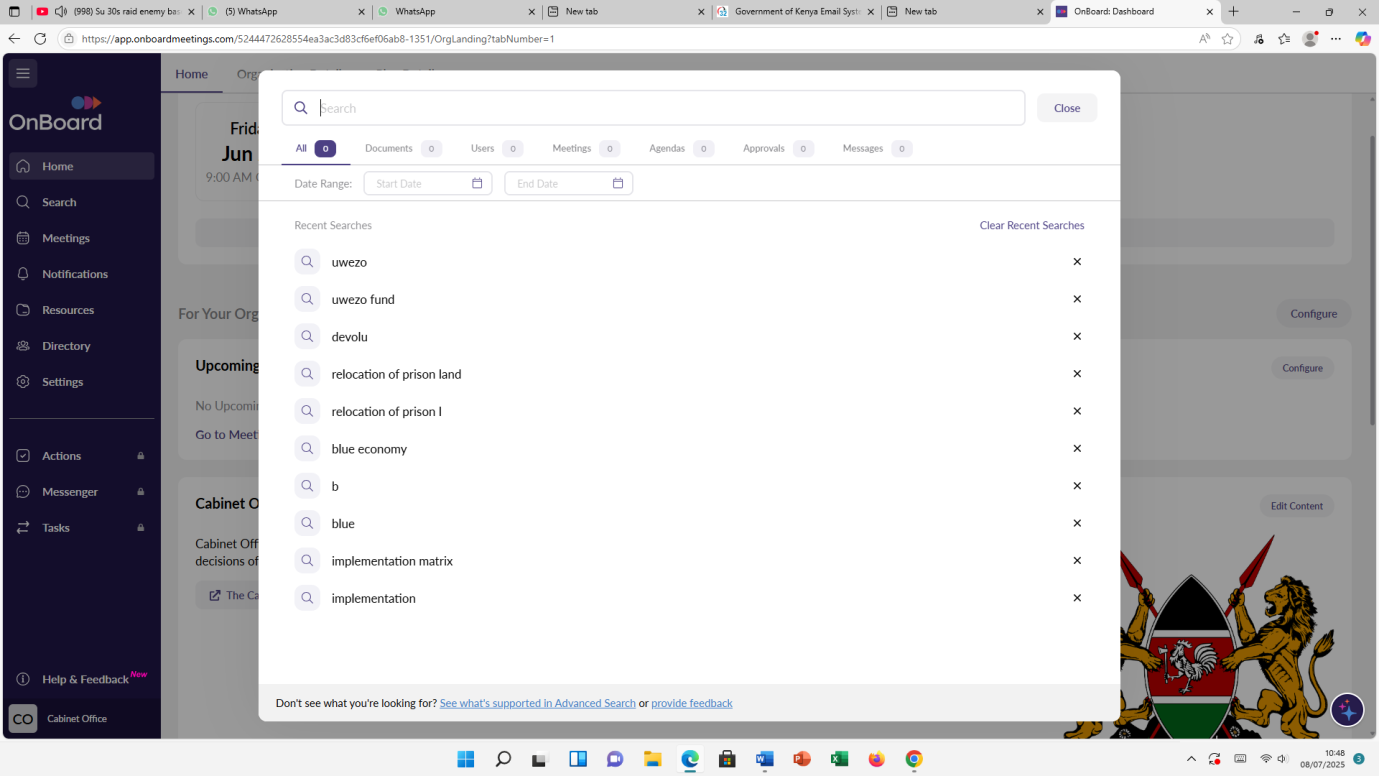 (998) Su 30s raid enemy bas
(5) WhatsApp
WhatsApp
New tab
Government of Kenya Email Syst
New tab
OnBoard: Dashboard
https://app.onboardmeetings.com/5244472628554ea3ac3d83cf6ef06ab8-1351/OrgLanding?tabNumber=1
OnBoard
Home
Search
Meetings
Notifications
Resources
Directory
Settings
Actions
Messenger
Tasks
Help & Feedback New
CO Cabinet Office
Home
Frida
Jun
9:00 AM
For Your Org
Configure
Upcoming
Configure
No Upcomi
Go to Meet
Cabinet O
Edit Content
Cabinet Off
decisions of
The Ca
Search
Close
All 0
Documents 0
Users 0
Meetings 0
Agendas 0
Approvals 0
Messages 0
Date Range:
Start Date
End Date
Recent Searches
Clear Recent Searches
uwezo
uwezo fund
devolu
relocation of prison land
relocation of prison l
blue economy
b
blue
implementation matrix
implementation
Don't see what you're looking for? See what's supported in Advanced Search or provide feedback
10:48
08/07/2025
3